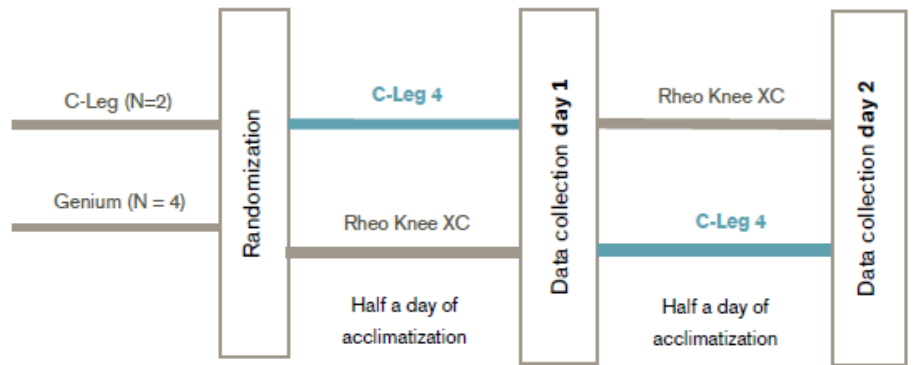 C-Leg (N=2)
Genium (N = 4)
Randomization
C-Leg 4
Rheo Knee XC
Half a day of
acclimatization
Data collection day 1
Rheo Knee XC
C-Leg 4
Half a day of
acclimatization
Data collection day 2